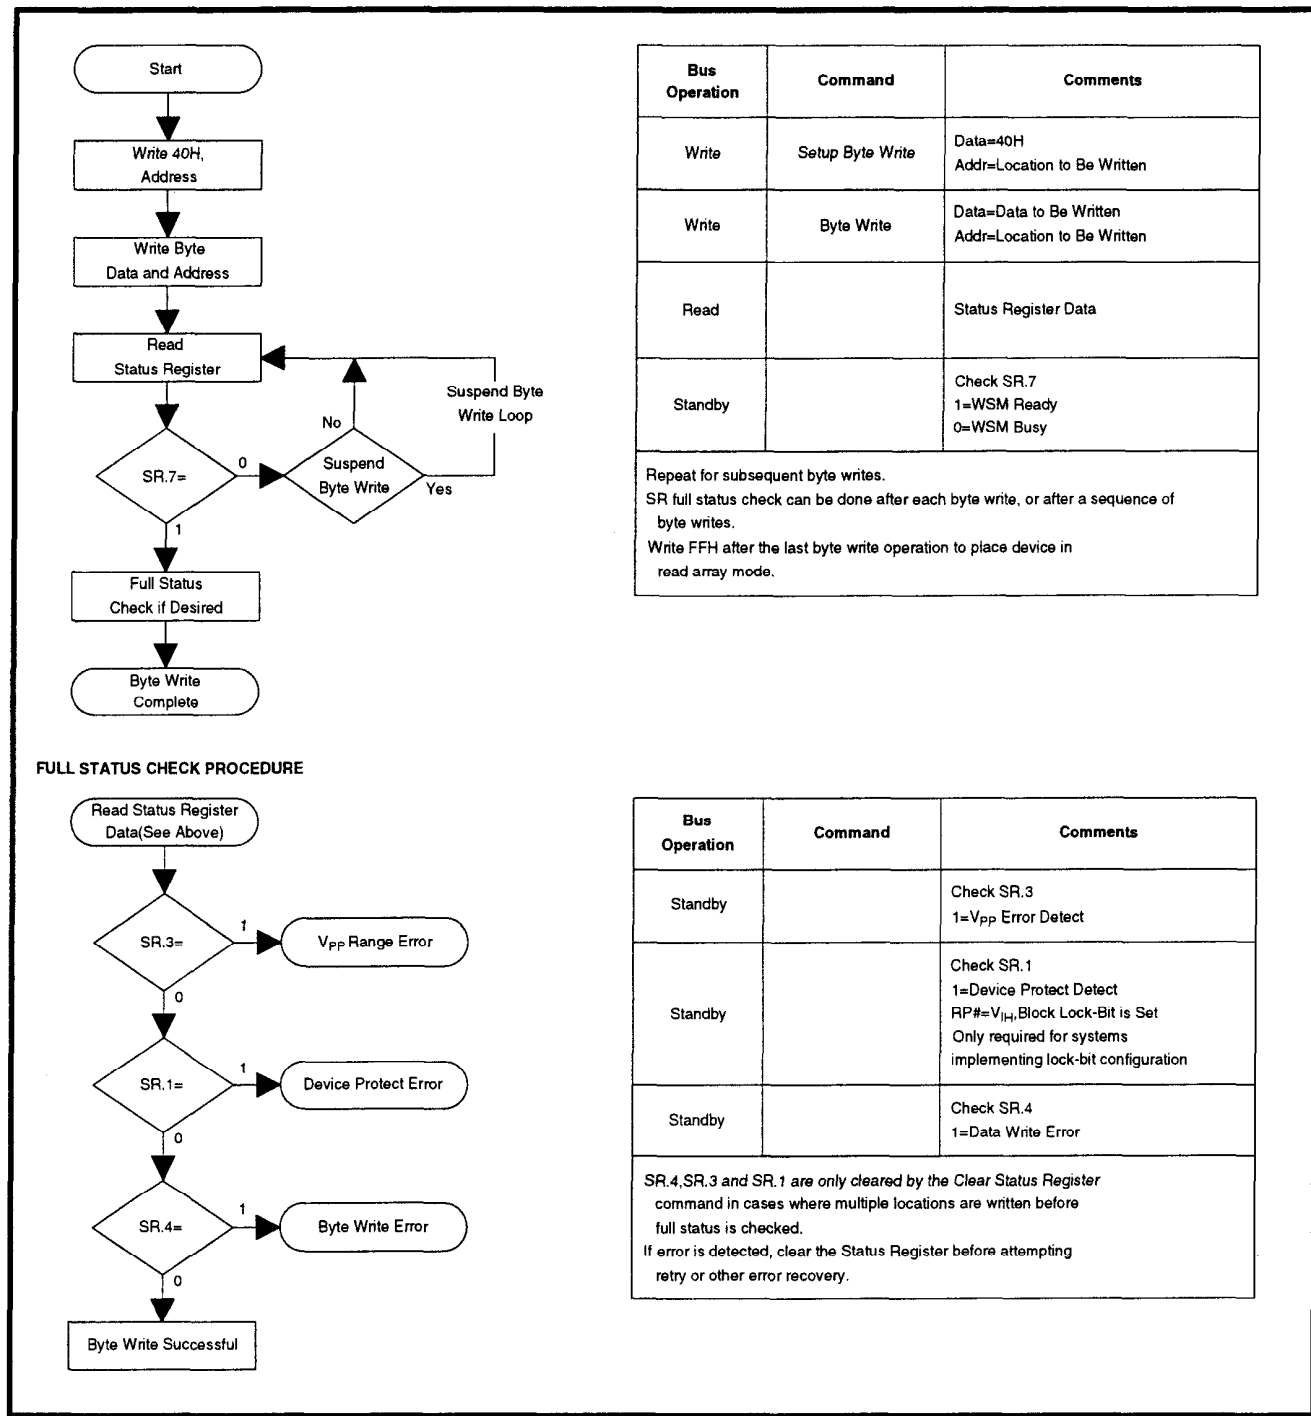 Start
Write 40H,
Address
Write Byte
Data and Address
Read
Status Register
Suspend Byte
Write Loop
No
SR.7=
0
Suspend
Byte Write
Yes
1
Full Status
Check if Desired
Byte Write
Complete
Bus
Operation
Command
Comments
Write
Setup Byte Write
Data=40H
Addr=Location to Be Written
Write
Byte Write
Data=Data to Be Written
Addr=Location to Be Written
Read
Status Register Data
Standby
Check SR.7
1=WSM Ready
0=WSM Busy
Repeat for subsequent byte writes.
SR full status check can be done after each byte write, or after a sequence of
byte writes.
Write FFH after the last byte write operation to place device in
read array mode.
FULL STATUS CHECK PROCEDURE
Read Status Register
Data(See Above)
SR.3=
1
VPP Range Error
0
SR.1=
1
Device Protect Error
0
SR.4=
1
Byte Write Error
0
Byte Write Successful
Bus
Operation
Command
Comments
Standby
Check SR.3
1=VPP Error Detect
Standby
Check SR.1
1=Device Protect Detect
RP#=VIH,Block Lock-Bit is Set
Only required for systems
implementing lock-bit configuration
Standby
Check SR.4
1=Data Write Error
SR.4,SR.3 and SR.1 are only cleared by the Clear Status Register
command in cases where multiple locations are written before
full status is checked.
If error is detected, clear the Status Register before attempting
retry or other error recovery.